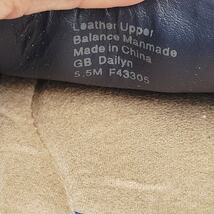 Leather Upper
Balance Manmade
Made in China
GB Dailyn
5.5M F43305